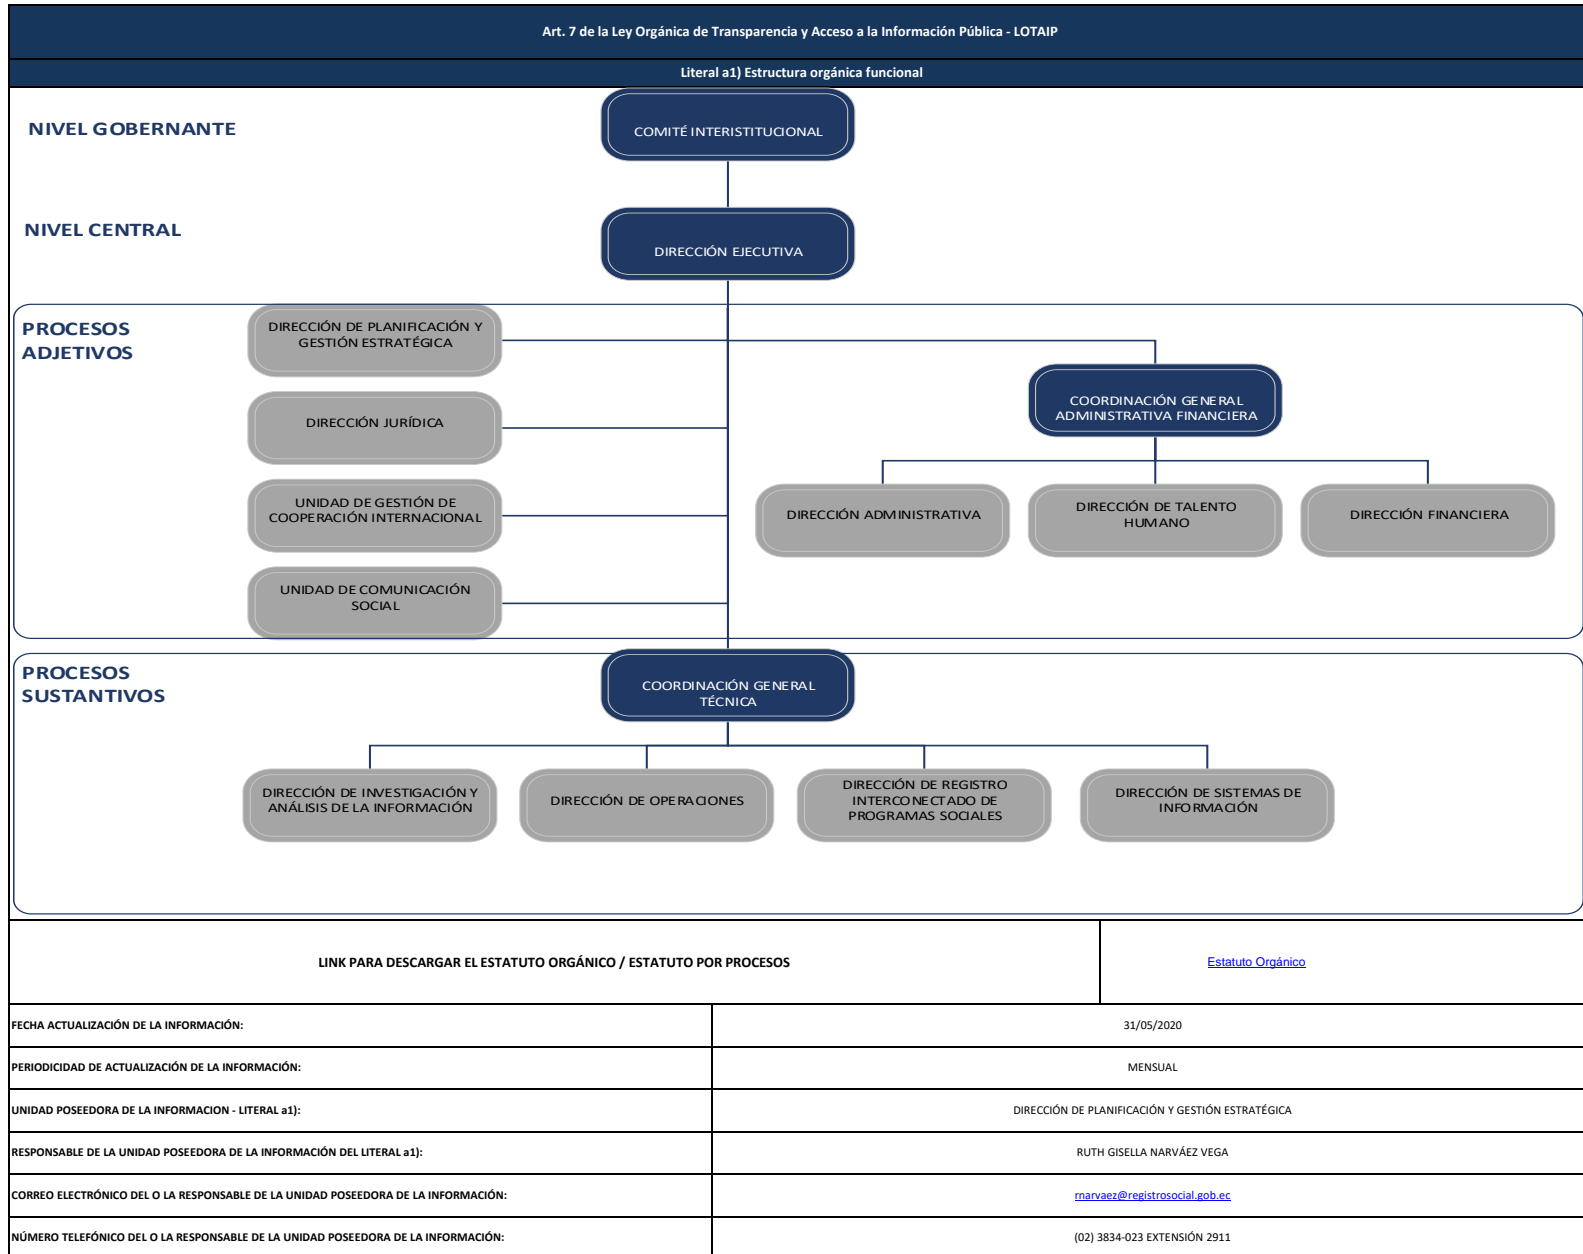 Art. 7 de la Ley Orgánica de Transparencia y Acceso a la Información Pública - LOTAIP
Literal a1) Estructura orgánica funcional
NIVEL GOBERNANTE
COMITÉ INTERISTITUCIONAL
NIVEL CENTRAL
DIRECCIÓN EJECUTIVA
PROCESOS
ADJETIVOS
DIRECCIÓN DE PLANIFICACIÓN Y
GESTIÓN ESTRATÉGICA
COORDINACIÓN GENERAL
ADMINISTRATIVA FINANCIERA
DIRECCIÓN JURÍDICA
UNIDAD DE GESTIÓN DE
COOPERACIÓN INTERNACIONAL
DIRECCIÓN ADMINISTRATIVA
DIRECCIÓN DE TALENTO
HUMANO
DIRECCIÓN FINANCIERA
UNIDAD DE COMUNICACIÓN
SOCIAL
PROCESOS
SUSTANTIVOS
COORDINACIÓN GENERAL
TÉCNICA
DIRECCIÓN DE INVESTIGACIÓN Y
ANÁLISIS DE LA INFORMACIÓN
DIRECCIÓN DE OPERACIONES
DIRECCIÓN DE REGISTRO
INTERCONECTADO DE
PROGRAMAS SOCIALES
DIRECCIÓN DE SISTEMAS DE
INFORMACIÓN
LINK PARA DESCARGAR EL ESTATUTO ORGÁNICO / ESTATUTO POR PROCESOS
Estatuto Orgánico
FECHA ACTUALIZACIÓN DE LA INFORMACIÓN:
31/05/2020
PERIODICIDAD DE ACTUALIZACIÓN DE LA INFORMACIÓN:
MENSUAL
UNIDAD POSEEDORA DE LA INFORMACION - LITERAL a1):
DIRECCIÓN DE PLANIFICACIÓN Y GESTIÓN ESTRATÉGICA
RESPONSABLE DE LA UNIDAD POSEEDORA DE LA INFORMACIÓN DEL LITERAL a1):
RUTH GISELLA NARVÁEZ VEGA
CORREO ELECTRÓNICO DEL O LA RESPONSABLE DE LA UNIDAD POSEEDORA DE LA INFORMACIÓN:
rnarvaez@registrosocial.gob.ec
NÚMERO TELEFÓNICO DEL O LA RESPONSABLE DE LA UNIDAD POSEEDORA DE LA INFORMACIÓN:
(02) 3834-023 EXTENSIÓN 2911